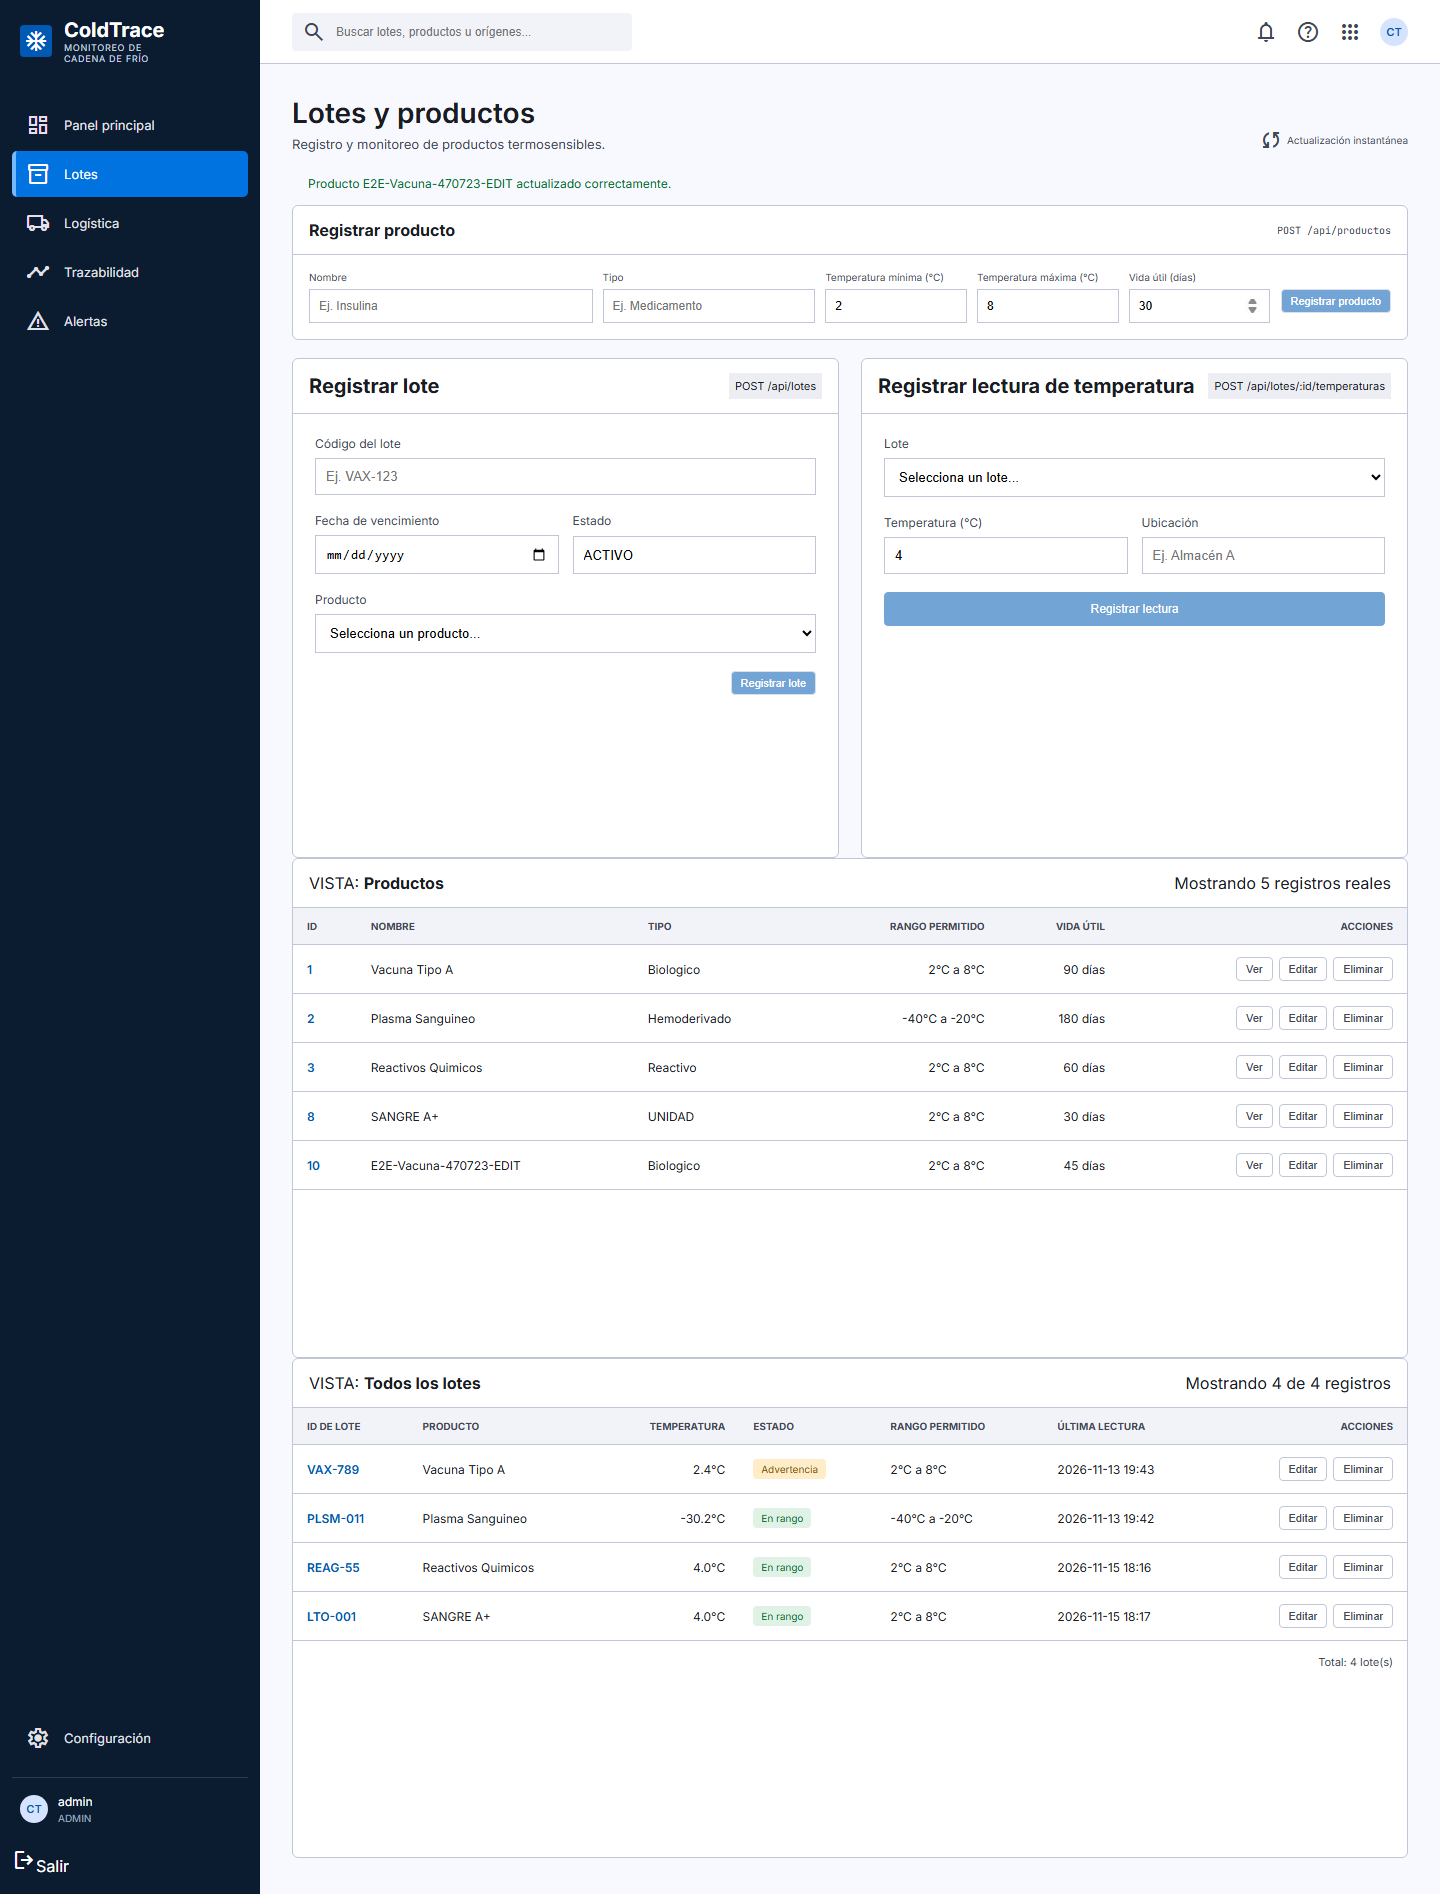 ColdTrace
MONITOREO DE
CADENA DE FRÍO
Panel principal
Lotes
Logística
Trazabilidad
Alertas
Configuración
CT
admin
ADMIN
Salir
Buscar lotes, productos u orígenes...
CT
Lotes y productos
Registro y monitoreo de productos termosensibles.
Actualización instantánea
Producto E2E-Vacuna-470723-EDIT actualizado correctamente.
Registrar producto
POST /api/productos
Nombre Tipo Temperatura mínima (°C) Temperatura máxima (°C) Vida útil (días)
Ej. Insulina Ej. Medicamento 2 8 30 Registrar producto
Registrar lote
POST /api/lotes
Código del lote
Ej. VAX-123
Fecha de vencimiento Estado
mm/dd/yyyy ACTIVO
Producto
Selecciona un producto...
Registrar lote
Registrar lectura de temperatura
POST /api/lotes/:id/temperaturas
Lote
Selecciona un lote...
Temperatura (°C) Ubicación
4 Ej. Almacén A
Registrar lectura
VISTA: Productos Mostrando 5 registros reales
ID NOMBRE TIPO RANGO PERMITIDO VIDA ÚTIL ACCIONES
1 Vacuna Tipo A Biologico 2°C a 8°C 90 días Ver Editar Eliminar
2 Plasma Sanguineo Hemoderivado -40°C a -20°C 180 días Ver Editar Eliminar
3 Reactivos Quimicos Reactivo 2°C a 8°C 60 días Ver Editar Eliminar
8 SANGRE A+ UNIDAD 2°C a 8°C 30 días Ver Editar Eliminar
10 E2E-Vacuna-470723-EDIT Biologico 2°C a 8°C 45 días Ver Editar Eliminar
VISTA: Todos los lotes Mostrando 4 de 4 registros
ID DE LOTE PRODUCTO TEMPERATURA ESTADO RANGO PERMITIDO ÚLTIMA LECTURA ACCIONES
VAX-789 Vacuna Tipo A 2.4°C Advertencia 2°C a 8°C 2026-11-13 19:43 Editar Eliminar
PLSM-011 Plasma Sanguineo -30.2°C En rango -40°C a -20°C 2026-11-13 19:42 Editar Eliminar
REAG-55 Reactivos Quimicos 4.0°C En rango 2°C a 8°C 2026-11-15 18:16 Editar Eliminar
LTO-001 SANGRE A+ 4.0°C En rango 2°C a 8°C 2026-11-15 18:17 Editar Eliminar
Total: 4 lote(s)